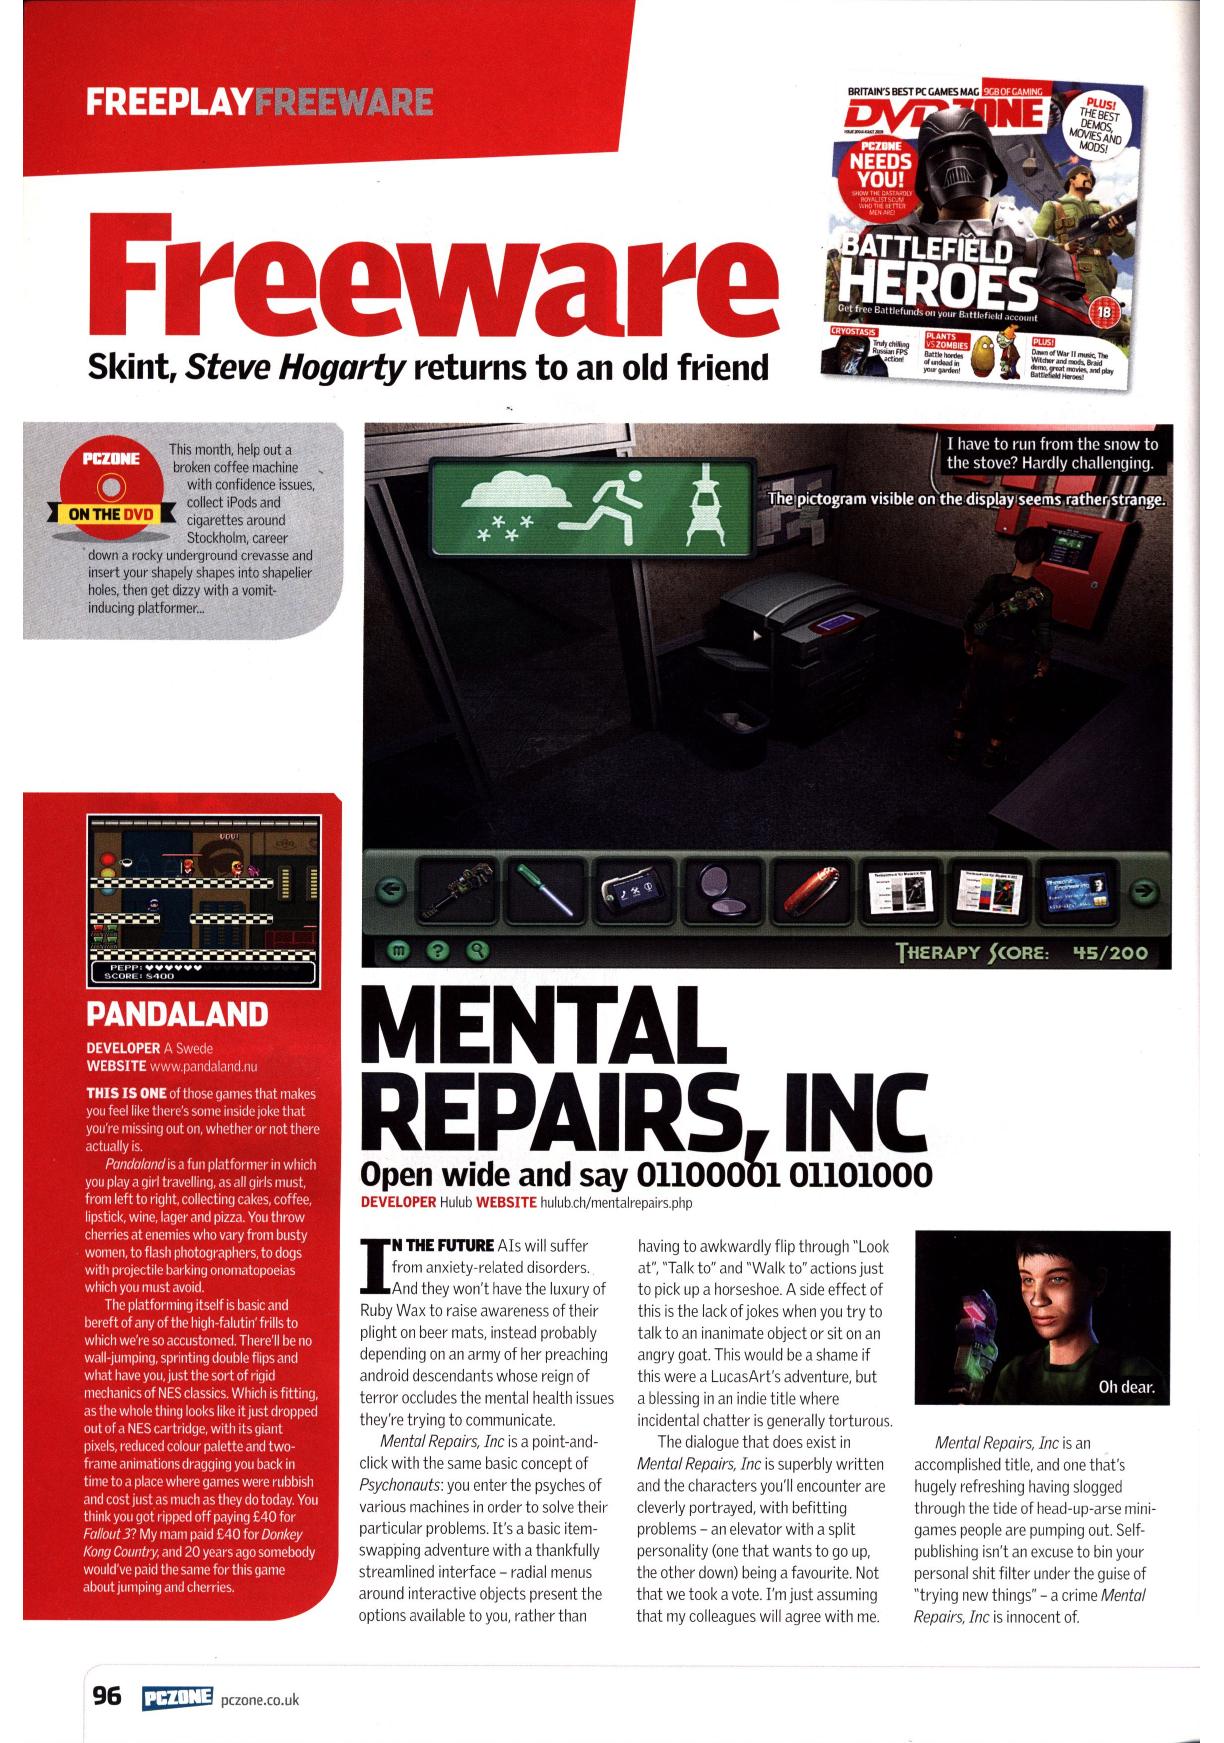 FREEPLAYFREEWARE
BRITAIN'S BEST PC GAMES MAG 9GB OF GAMING
DVDZONE
PLUS!
THE BEST
DEMOS,
MOVIES AND
MODS!
PCZONE
NEEDS
YOU!
SHOW THE DASTARDLY
ROYALIST SCUM
WHO THE BETTER
MEN ARE!
BATTLEFIELD
HEROES
Get free Battlefunds on your Battlefield account
18
CRYOSTASIS
Truly chilling
Russian FPS
action!
PLANTS
VS ZOMBIES
Battle hordes
of undead in
your garden!
PLUS!
Dawn of War II music, The
Witcher and mods, Braid
demo, great movies, and play
Battlefield Heroes!
Freeware
Skint, Steve Hogarty returns to an old friend
PCZONE
ON THE DVD
This month, help out a
broken coffee machine
with confidence issues,
collect iPods and
cigarettes around
Stockholm, career
down a rocky underground crevasse and
insert your shapely shapes into shapelier
holes, then get dizzy with a vomit-
inducing platformer...
I have to run from the snow to
the stove? Hardly challenging.
The pictogram visible on the display seems rather strange.
m ?
THERAPY SCORE: 45/200
PEPP:
SCORE: 8400
PANDALAND
DEVELOPER A Swede
WEBSITE www.pandaland.nu
THIS IS ONE of those games that makes
you feel like there's some inside joke that
you're missing out on, whether or not there
actually is.
Pandaland is a fun platformer in which
you play a girl travelling, as all girls must,
from left to right, collecting cakes, coffee,
lipstick, wine, lager and pizza. You throw
cherries at enemies who vary from busty
women, to flash photographers, to dogs
with projectile barking onomatopoeias
which you must avoid.
The platforming itself is basic and
bereft of any of the high-falutin' frills to
which we're so accustomed. There'll be no
wall-jumping, sprinting double flips and
what have you, just the sort of rigid
mechanics of NES classics. Which is fitting,
as the whole thing looks like it just dropped
out of a NES cartridge, with its giant
pixels, reduced colour palette and two-
frame animations dragging you back in
time to a place where games were rubbish
and cost just as much as they do today. You
think you got ripped off paying £40 for
Fallout 3? My mam paid £40 for Donkey
Kong Country, and 20 years ago somebody
would've paid the same for this game
about jumping and cherries.
MENTAL
REPAIRS, INC
Open wide and say 01100001 01101000
DEVELOPER Hulub WEBSITE hulub.ch/mentalrepairs.php
IN THE FUTURE AIs will suffer
from anxiety-related disorders.
And they won't have the luxury of
Ruby Wax to raise awareness of their
plight on beer mats, instead probably
depending on an army of her preaching
android descendants whose reign of
terror occludes the mental health issues
they're trying to communicate.
Mental Repairs, Inc is a point-and-
click with the same basic concept of
Psychonauts: you enter the psyches of
various machines in order to solve their
particular problems. It's a basic item-
swapping adventure with a thankfully
streamlined interface – radial menus
around interactive objects present the
options available to you, rather than
having to awkwardly flip through "Look
at", "Talk to" and "Walk to" actions just
to pick up a horseshoe. A side effect of
this is the lack of jokes when you try to
talk to an inanimate object or sit on an
angry goat. This would be a shame if
this were a LucasArt's adventure, but
a blessing in an indie title where
incidental chatter is generally torturous.
The dialogue that does exist in
Mental Repairs, Inc is superbly written
and the characters you'll encounter are
cleverly portrayed, with befitting
problems – an elevator with a split
personality (one that wants to go up,
the other down) being a favourite. Not
that we took a vote. I'm just assuming
that my colleagues will agree with me.
Oh dear.
Mental Repairs, Inc is an
accomplished title, and one that's
hugely refreshing having slogged
through the tide of head-up-arse mini-
games people are pumping out. Self-
publishing isn't an excuse to bin your
personal shit filter under the guise of
"trying new things" – a crime Mental
Repairs, Inc is innocent of.
96 PCZONE pczone.co.uk